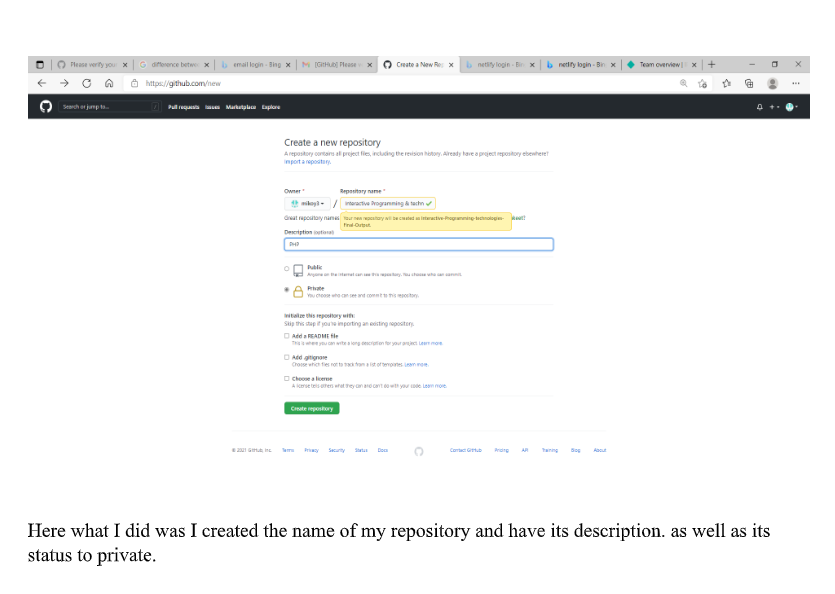 Please verify your
difference betwee
email login - Bing
[GitHub] Please v
Create a New Rep
netlify login - Bin
netlify login - Bin
Team overview |
https://github.com/new
Search or jump to...
/
Pull requests Issues Marketplace Explore
Create a new repository
A repository contains all project files, including the revision history. Already have a project repository elsewhere?
Import a repository.
Owner * Repository name *
mikey3 / Interactive Programming & techn
Great repository names
Your new repository will be created as Interactive-Programming-technologies-
Final-Output.
Description (optional)
PHP
Public
Anyone on the internet can see this repository. You choose who can commit.
Private
You choose who can see and commit to this repository.
Initialize this repository with:
Skip this step if you're importing an existing repository.
Add a README file
This is where you can write a long description for your project. Learn more.
Add .gitignore
Choose which files not to track from a list of templates. Learn more.
Choose a license
A license tells others what they can and can't do with your code. Learn more.
Create repository
© 2021 GitHub, Inc. Terms Privacy Security Status Docs Contact GitHub Pricing API Training Blog About
Here what I did was I created the name of my repository and have its description. as well as its
status to private.